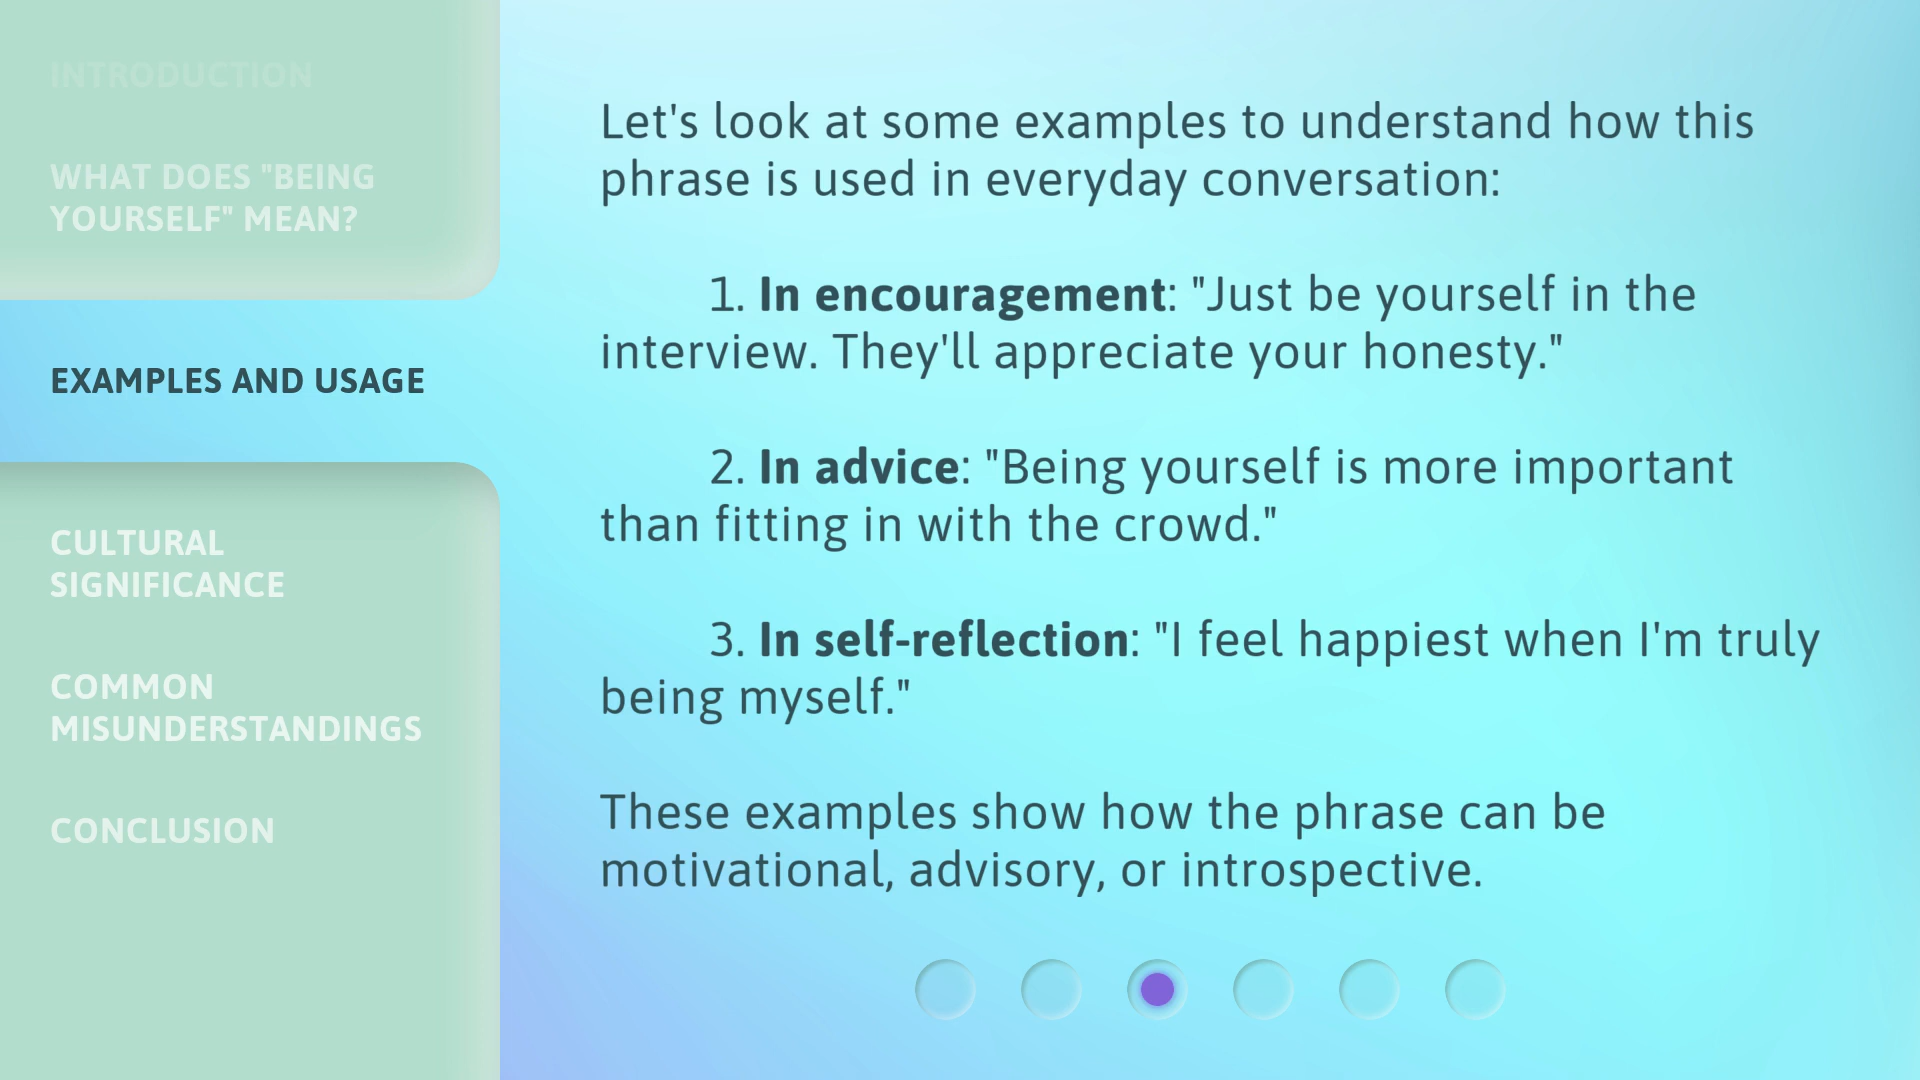 INTRODUCTION
WHAT DOES "BEING
YOURSELF" MEAN?
EXAMPLES AND USAGE
CULTURAL
SIGNIFICANCE
COMMON
MISUNDERSTANDINGS
CONCLUSION
Let's look at some examples to understand how this
phrase is used in everyday conversation:
1. In encouragement: "Just be yourself in the
interview. They'll appreciate your honesty."
2. In advice: "Being yourself is more important
than fitting in with the crowd."
3. In self-reflection: "I feel happiest when I'm truly
being myself."
These examples show how the phrase can be
motivational, advisory, or introspective.